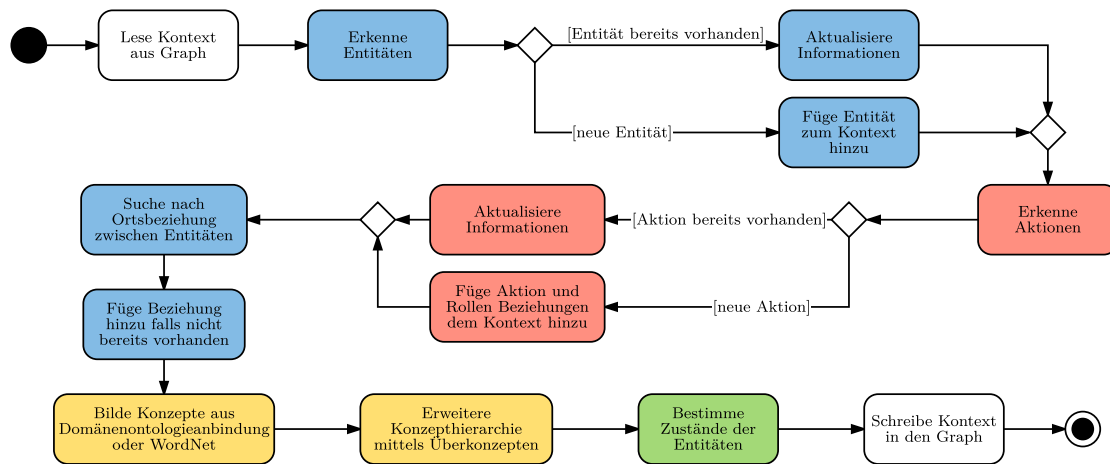 Lese Kontext
aus Graph
Erkenne
Entitäten
[Entität bereits vorhanden]
Aktualisiere
Informationen
[neue Entität]
Füge Entität
zum Kontext
hinzu
Erkenne
Aktionen
[Aktion bereits vorhanden]
Aktualisiere
Informationen
[neue Aktion]
Füge Aktion und
Rollen Beziehungen
dem Kontext hinzu
Suche nach
Ortsbeziehung
zwischen Entitäten
Füge Beziehung
hinzu falls nicht
bereits vorhanden
Bilde Konzepte aus
Domänenontologieanbindung
oder WordNet
Erweitere
Konzepthierarchie
mittels Überkonzepten
Bestimme
Zustände der
Entitäten
Schreibe Kontext
in den Graph